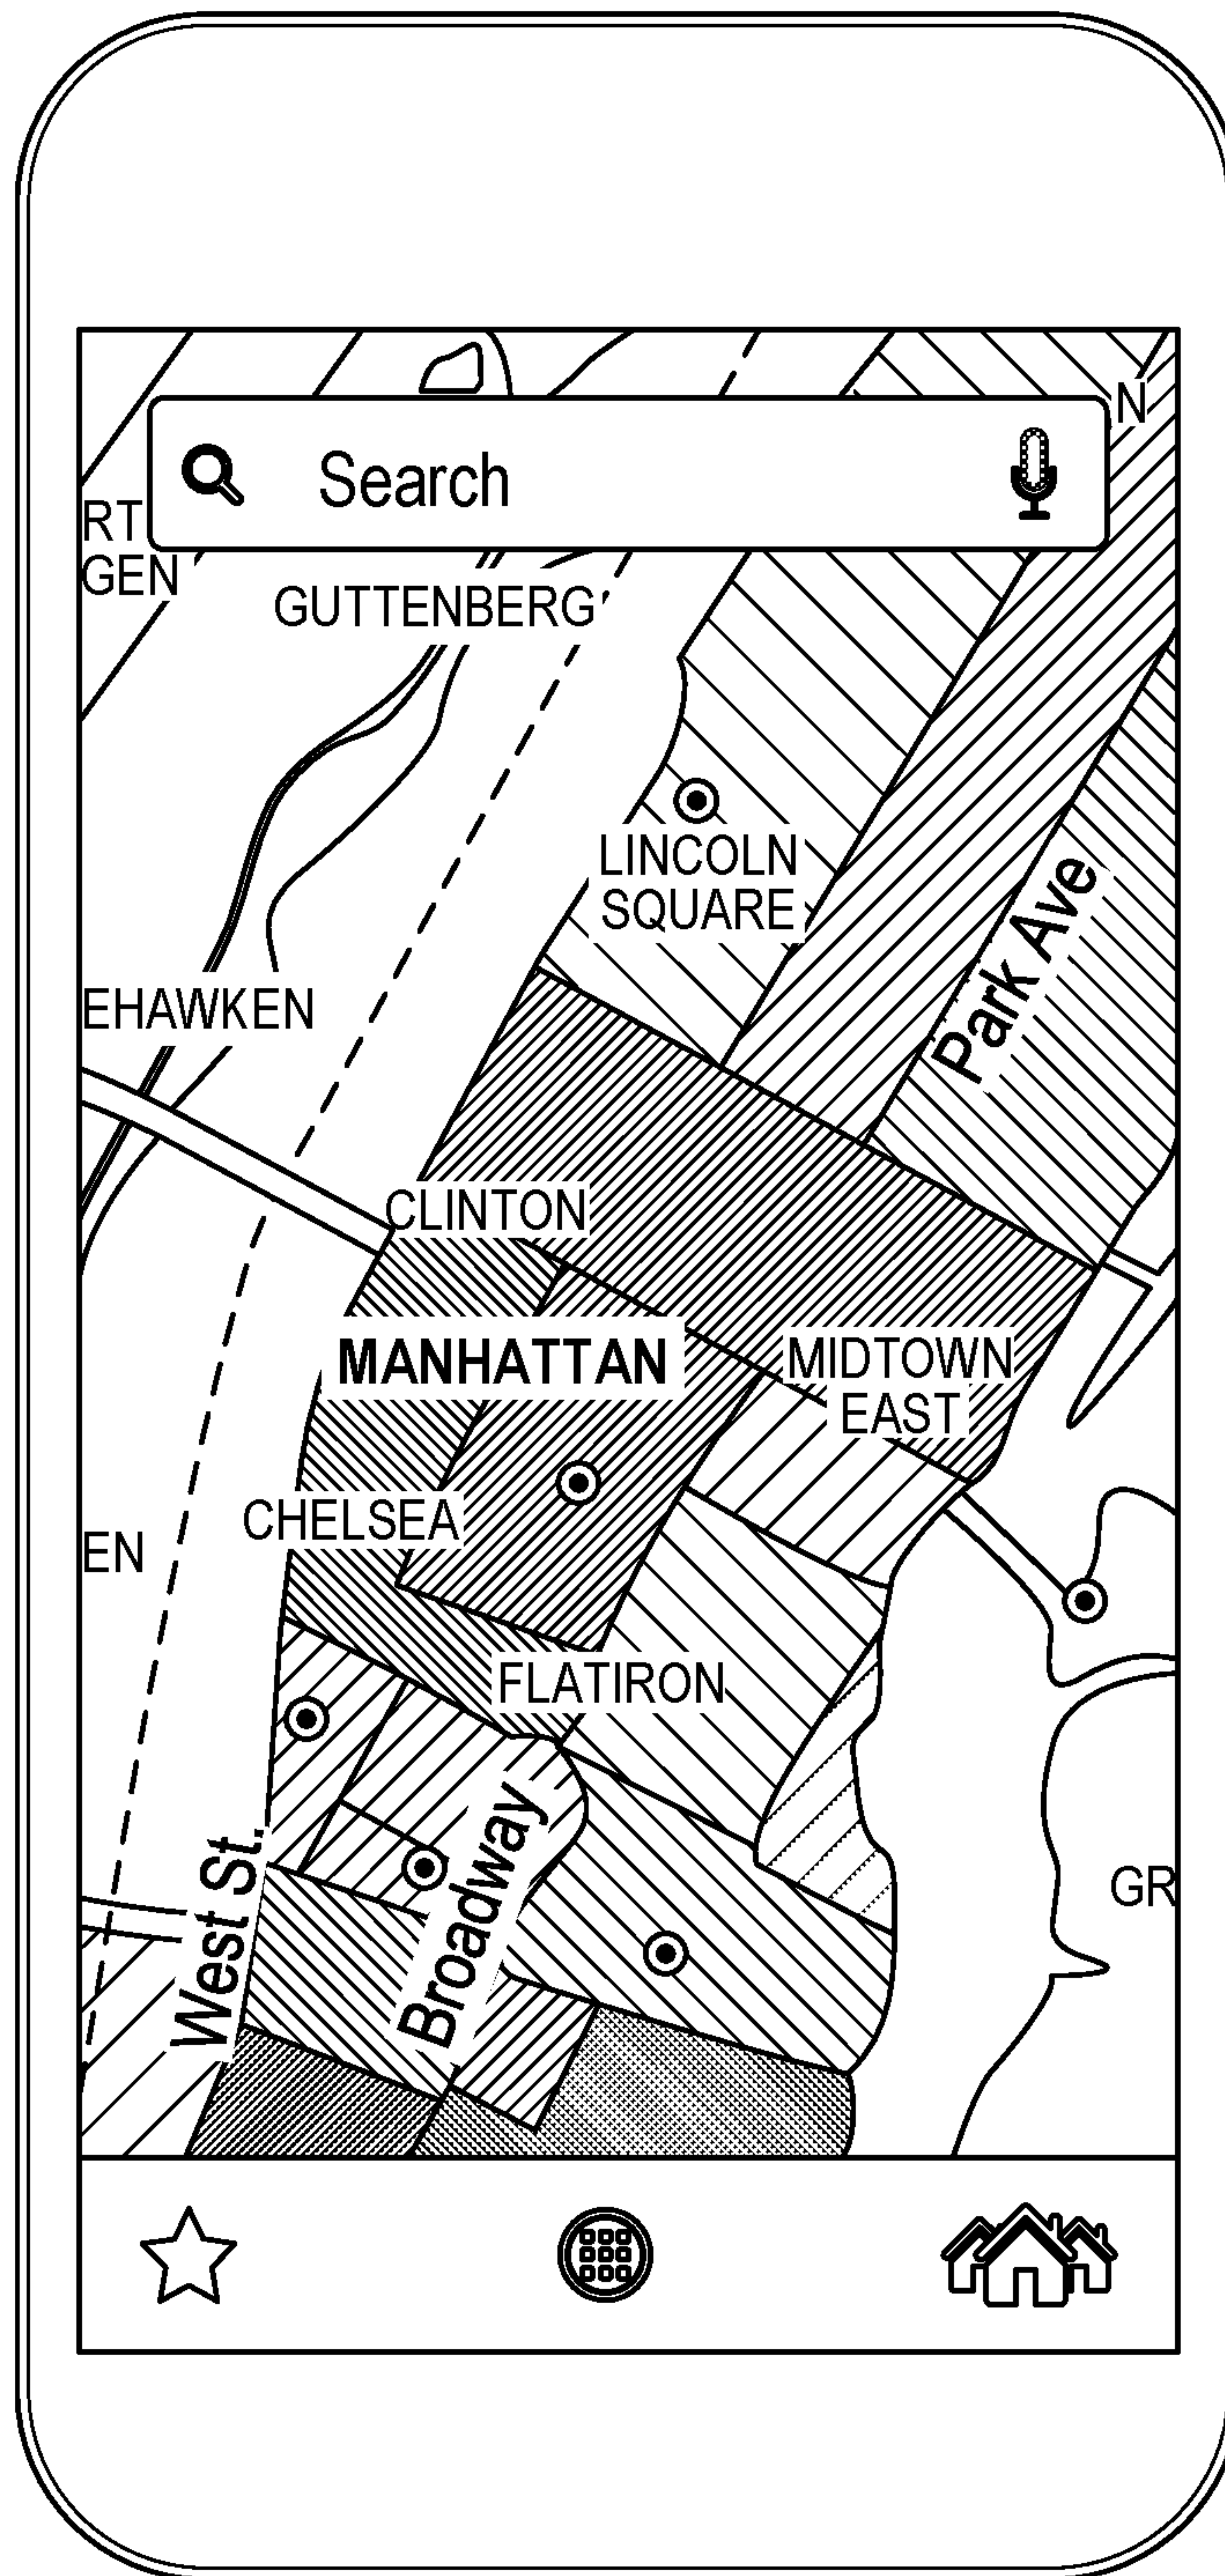 N
Search
RT
GEN
GUTTENBERG
LINCOLN
SQUARE
Park Ave
EHAWKEN
CLINTON
MANHATTAN
MIDTOWN
EAST
CHELSEA
EN
FLATIRON
Broadway
West St.
GR